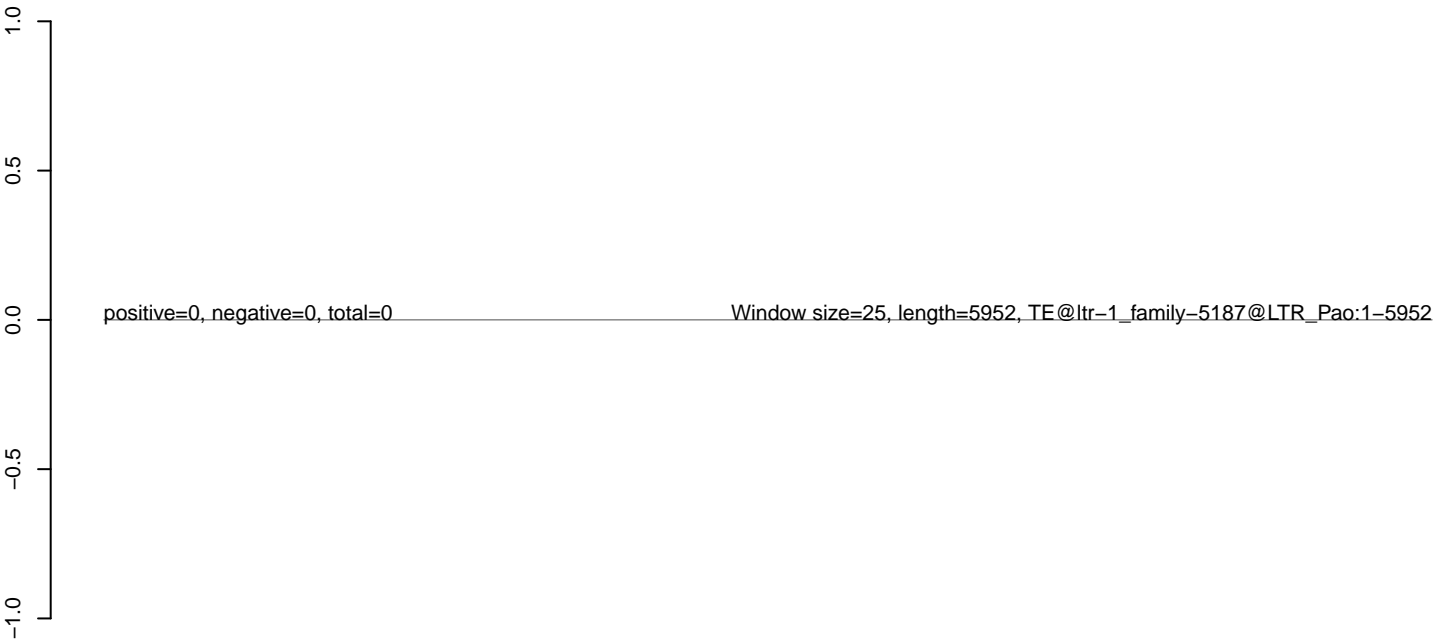 1.0
0.5
0.0
−0.5
−1.0
positive=0, negative=0, total=0
Window size=25, length=5952, TE@ltr−1_family−5187@LTR_Pao:1−5952